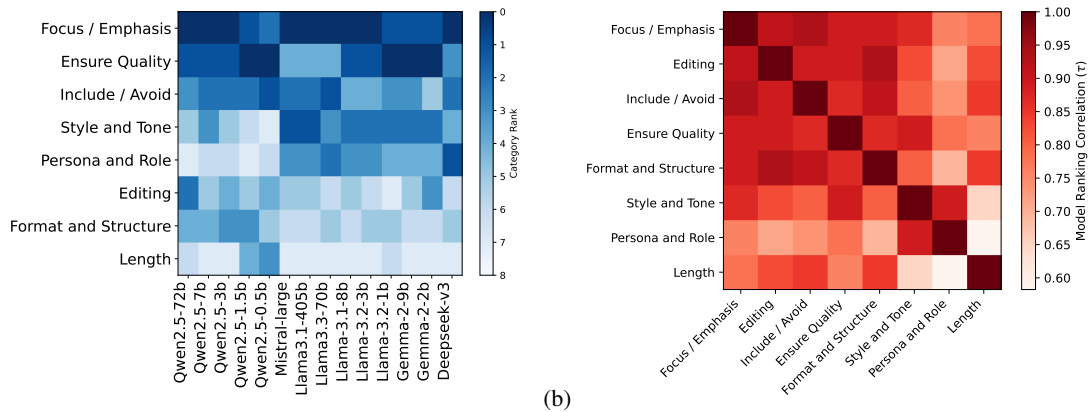 Focus / Emphasis
Ensure Quality
Include / Avoid
Style and Tone
Persona and Role
Editing
Format and Structure
Length
Qwen2.5-72b
Qwen2.5-7b
Qwen2.5-3b
Qwen2.5-1.5b
Qwen2.5-0.5b
Mistral-large
Llama3.1-405b
Llama3.3-70b
Llama-3.1-8b
Llama-3.2-3b
Llama-3.2-1b
Gemma-2-9b
Gemma-2-2b
Deepseek-v3
0
1
2
3
4
5
6
7
8
Category Rank
Focus / Emphasis
Editing
Include / Avoid
Ensure Quality
Format and Structure
Style and Tone
Persona and Role
Length
Focus / Emphasis
Editing
Include / Avoid
Ensure Quality
Format and Structure
Style and Tone
Persona and Role
Length
1.00
0.95
0.90
0.85
0.80
0.75
0.70
0.65
0.60
Model Ranking Correlation (τ)
(b)